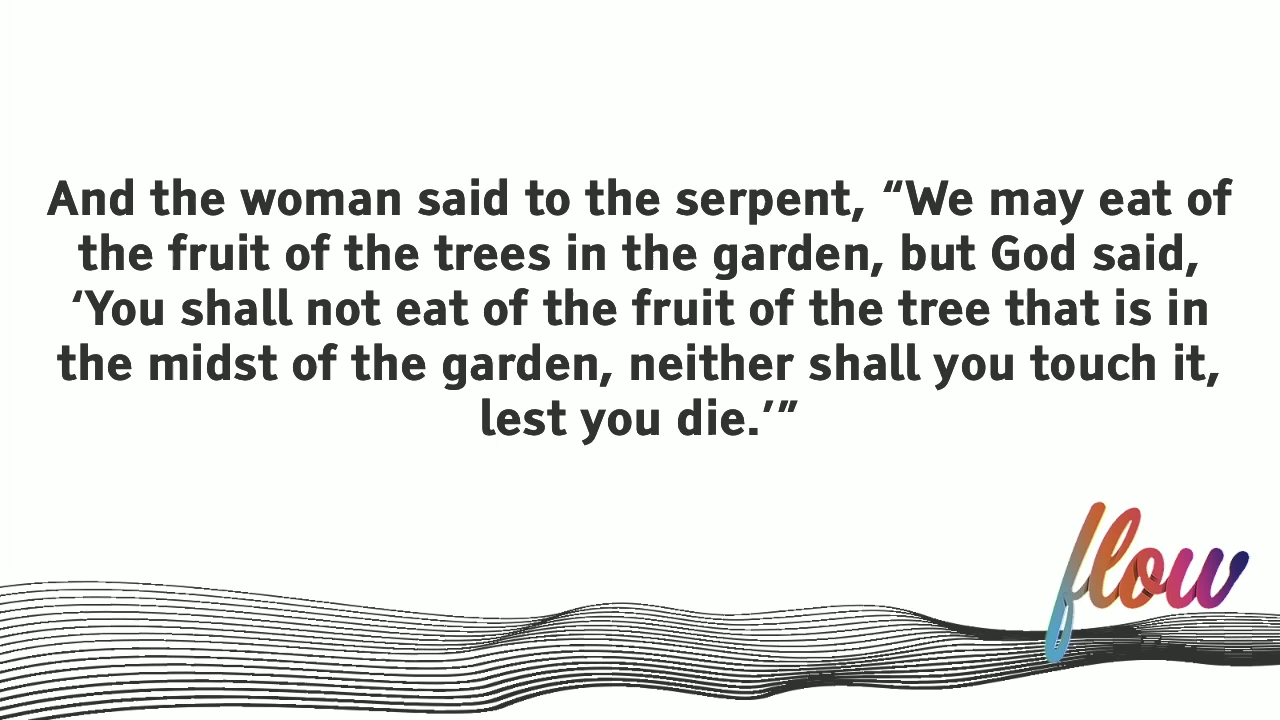 And the woman said to the serpent, “We may eat of
the fruit of the trees in the garden, but God said,
‘You shall not eat of the fruit of the tree that is in
the midst of the garden, neither shall you touch it,
lest you die.’”
flow